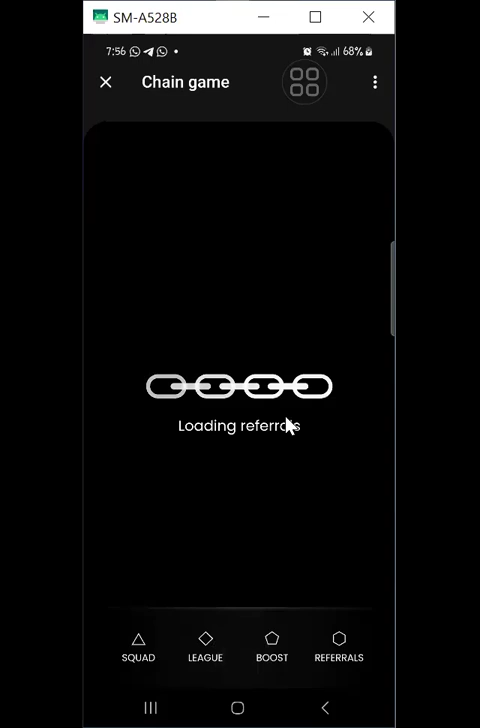 SM-A528B
7:56
68%
Chain game
Loading referrals
SQUAD
LEAGUE
BOOST
REFERRALS